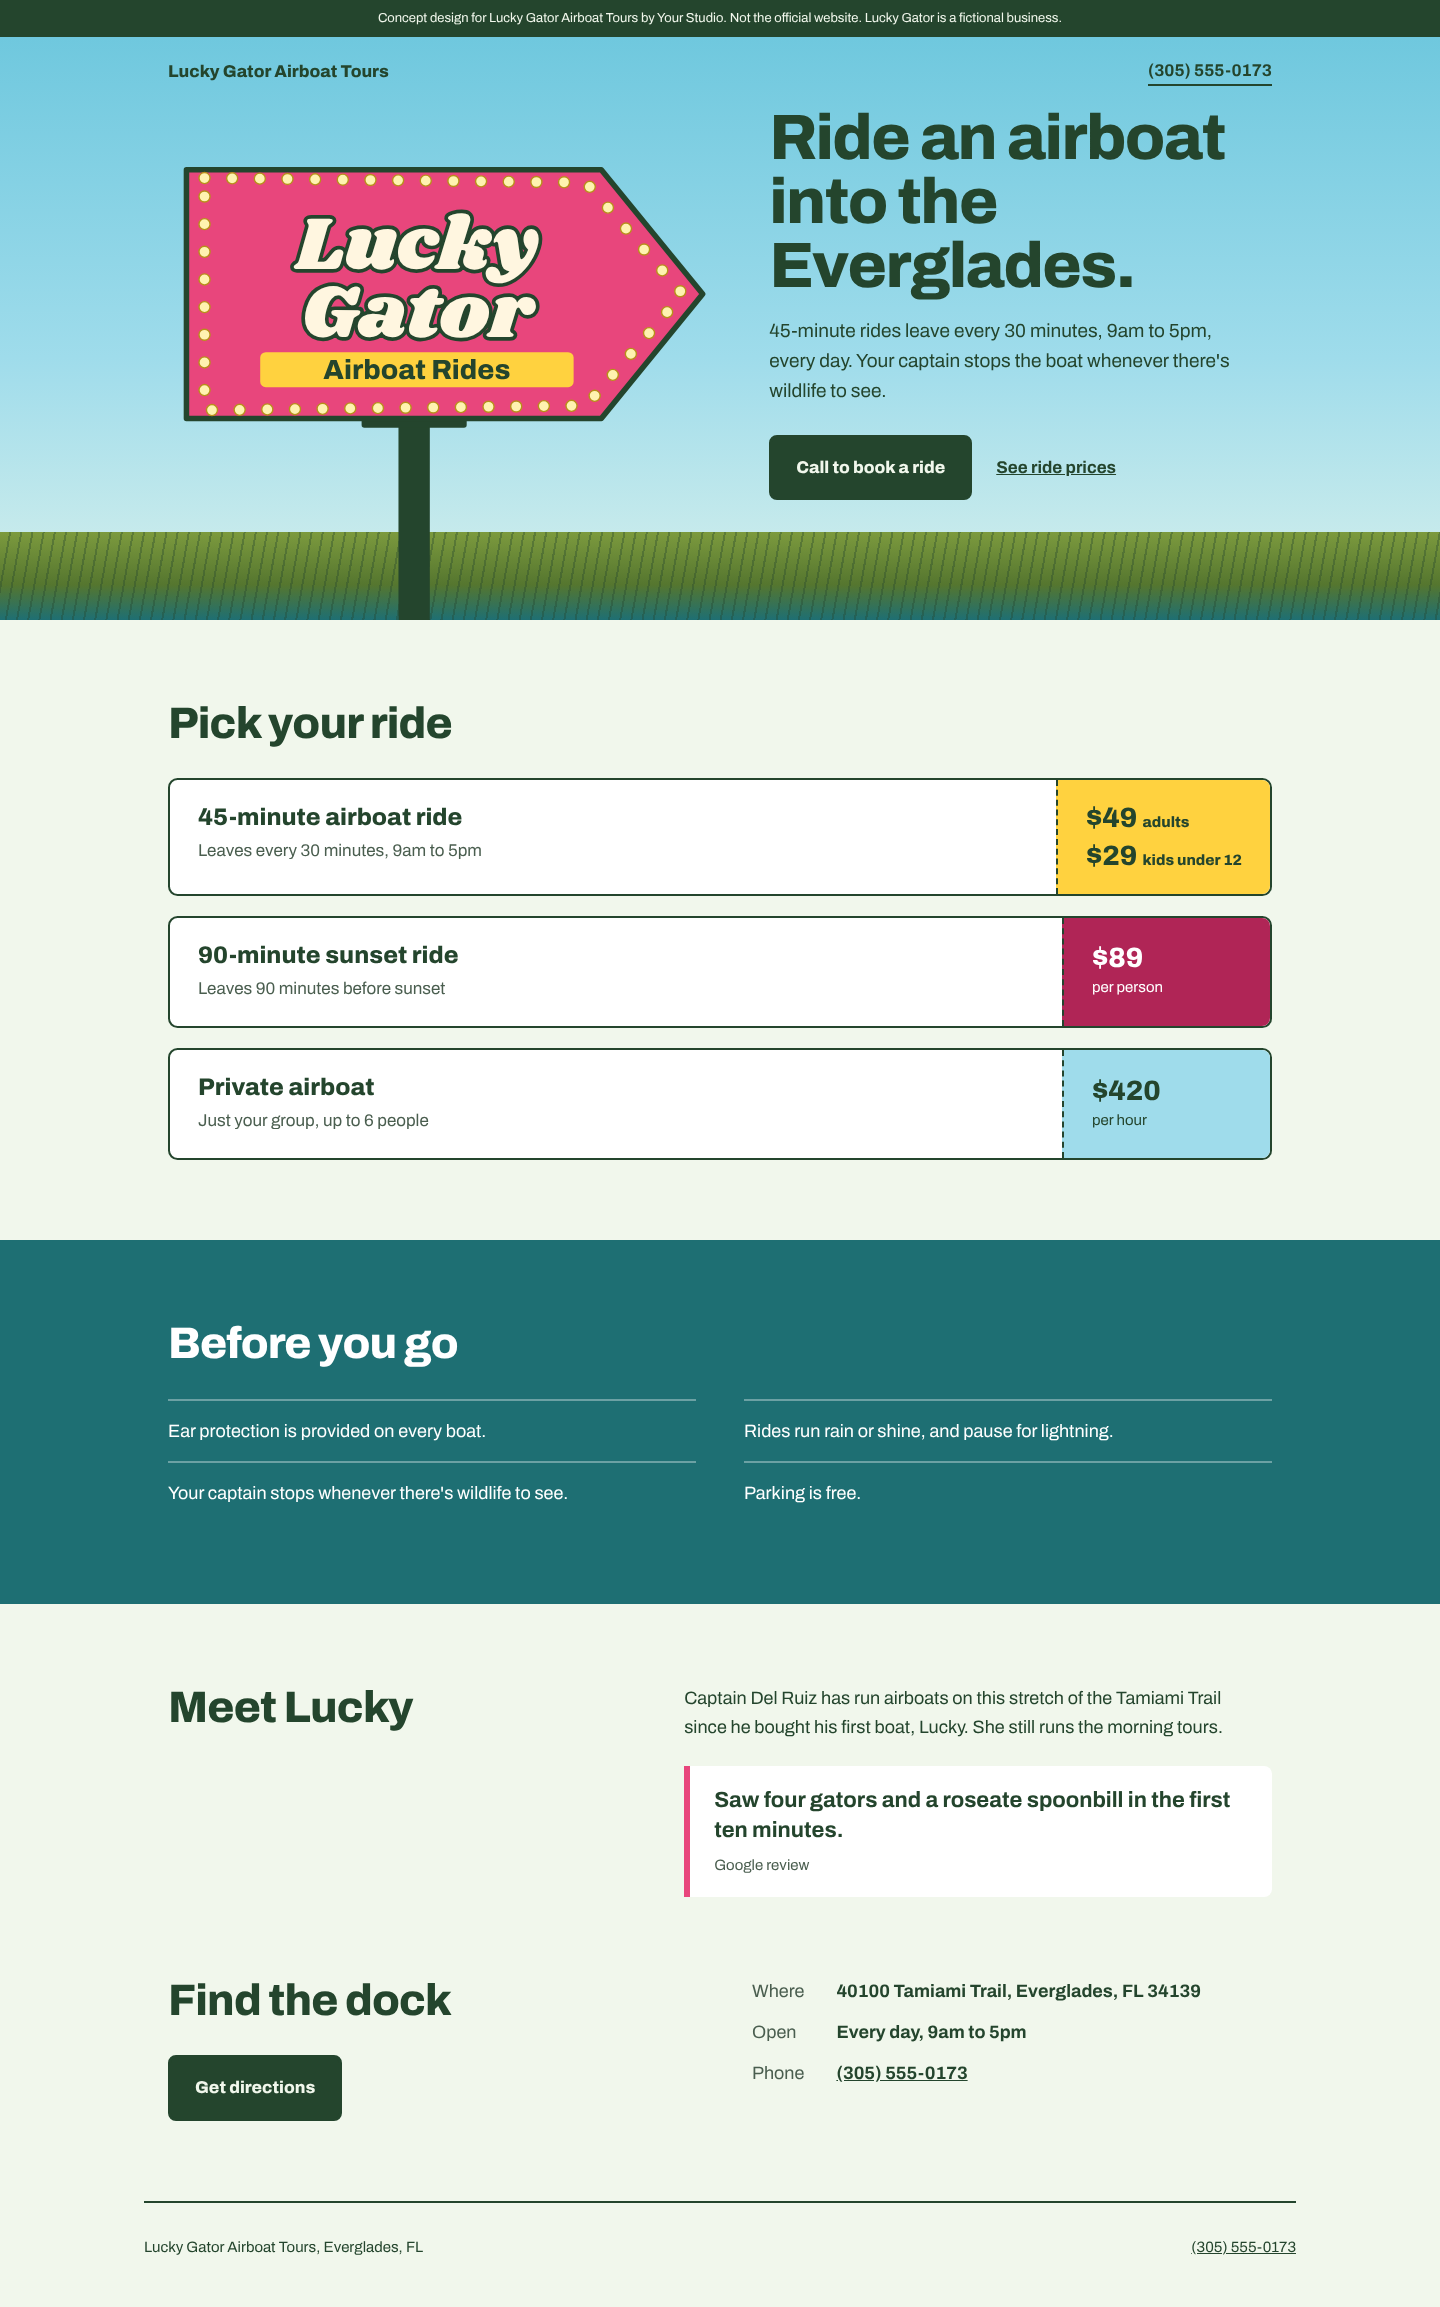 Concept design for Lucky Gator Airboat Tours by Your Studio. Not the official website. Lucky Gator is a fictional business.
Lucky Gator Airboat Tours
(305) 555-0173
Lucky
Gator
Airboat Rides
Ride an airboat
into the
Everglades.
45-minute rides leave every 30 minutes, 9am to 5pm,
every day. Your captain stops the boat whenever there's
wildlife to see.
Call to book a ride
See ride prices
Pick your ride
45-minute airboat ride
Leaves every 30 minutes, 9am to 5pm
$49 adults
$29 kids under 12
90-minute sunset ride
Leaves 90 minutes before sunset
$89
per person
Private airboat
Just your group, up to 6 people
$420
per hour
Before you go
Ear protection is provided on every boat.
Rides run rain or shine, and pause for lightning.
Your captain stops whenever there's wildlife to see.
Parking is free.
Meet Lucky
Captain Del Ruiz has run airboats on this stretch of the Tamiami Trail
since he bought his first boat, Lucky. She still runs the morning tours.
Saw four gators and a roseate spoonbill in the first
ten minutes.
Google review
Find the dock
Get directions
Where 40100 Tamiami Trail, Everglades, FL 34139
Open Every day, 9am to 5pm
Phone (305) 555-0173
Lucky Gator Airboat Tours, Everglades, FL
(305) 555-0173